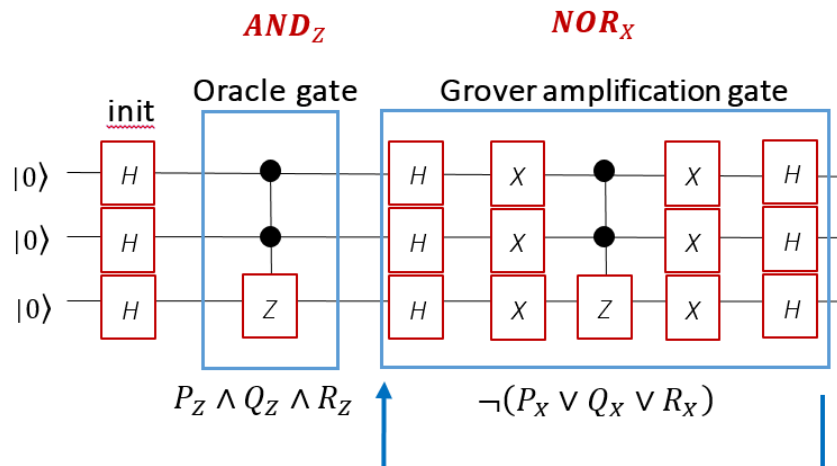 AND_Z NOR_X
Oracle gate Grover amplification gate
init
|0⟩ H H X X H
|0⟩ H H X X H
|0⟩ H Z H X Z X H
P_Z ∧ Q_Z ∧ R_Z ¬(P_X ∨ Q_X ∨ R_X)